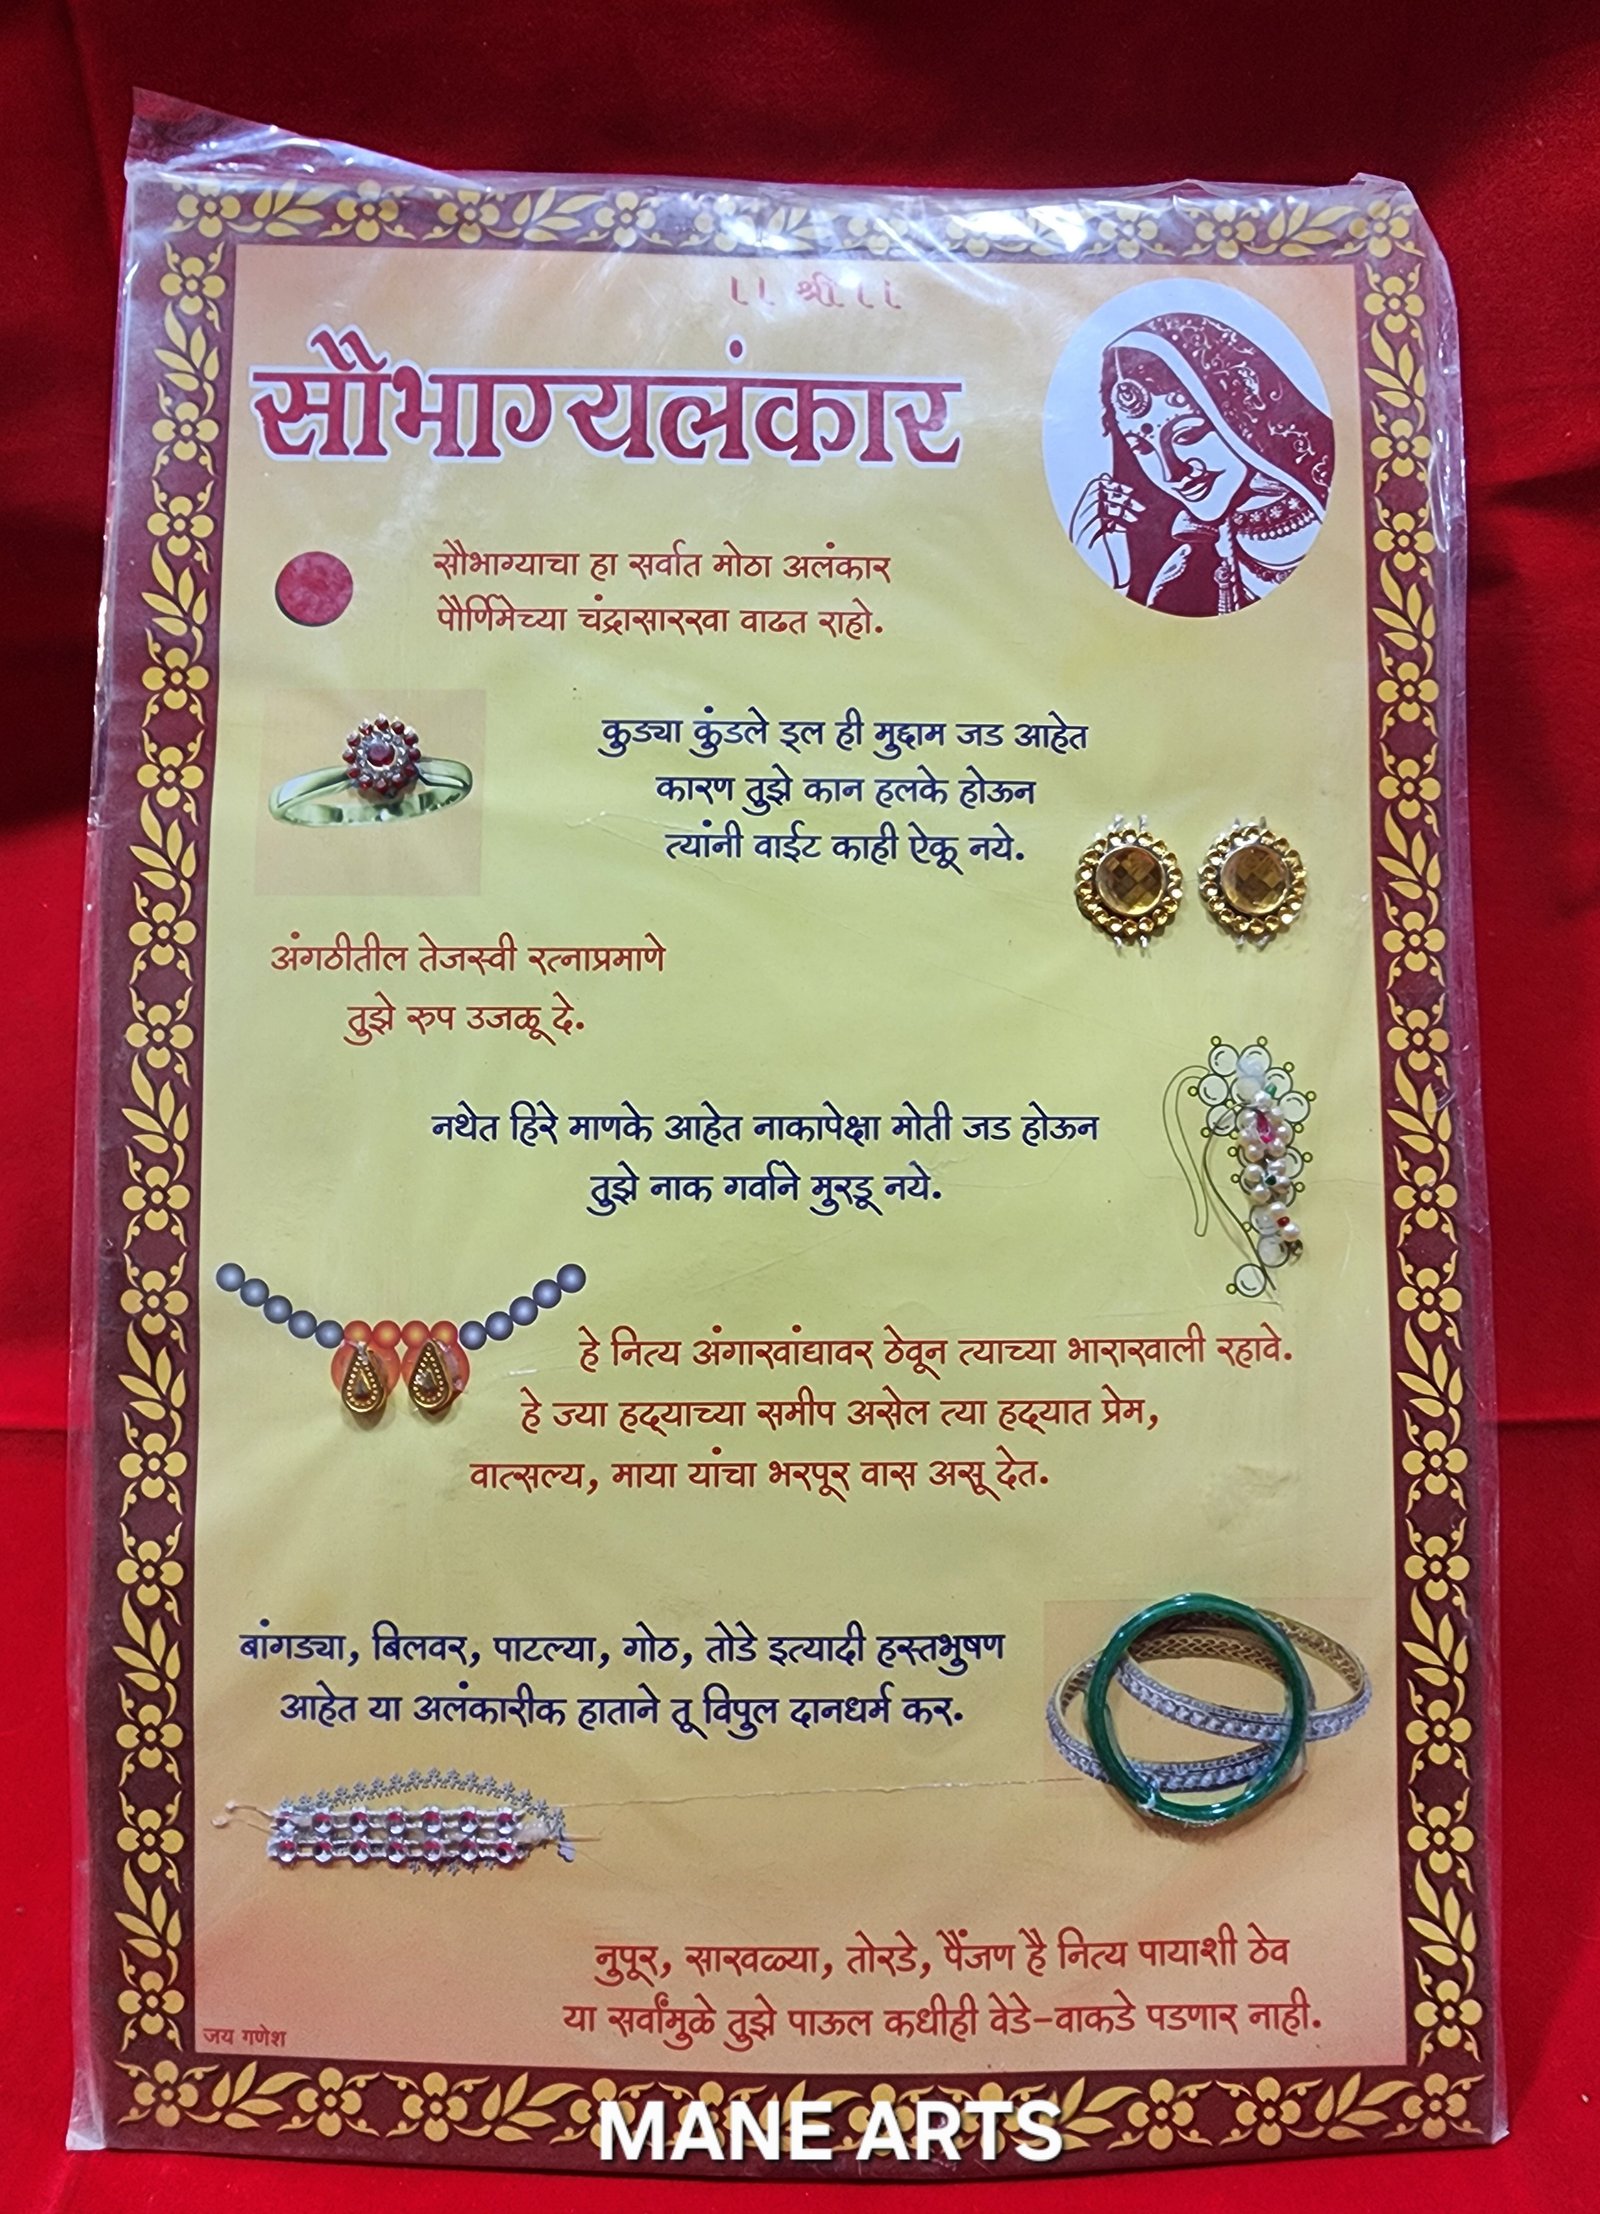 ।। श्री ।।
सौभाग्यलंकार
सौभाग्याचा हा सर्वात मोठा अलंकार
पौर्णिमेच्या चंद्रासारखा वाढत राहो.
कुड्या कुंडले डूल ही मुद्दाम जड आहेत
कारण तुझे कान हलके होऊन
त्यांनी वाईट काही ऐकू नये.
अंगठीतील तेजस्वी रत्नाप्रमाणे
तुझे रुप उजळू दे.
नथेत हिरे माणके आहेत नाकापेक्षा मोती जड होऊन
तुझे नाक गर्वाने मुरडू नये.
हे नित्य अंगाखांद्यावर ठेवून त्याच्या भाराखाली रहावे.
हे ज्या हद्याच्या समीप असेल त्या हद्यात प्रेम,
वात्सल्य, माया यांचा भरपूर वास असू देत.
बांगड्या, बिलवर, पाटल्या, गोठ, तोडे इत्यादी हस्तभुषण
आहेत या अलंकारीक हाताने तू विपुल दानधर्म कर.
नुपूर, साखळ्या, तोरडे, पैंजण है नित्य पायाशी ठेव
या सर्वांमुळे तुझे पाऊल कधीही वेडे-वाकडे पडणार नाही.
जय गणेश
MANE ARTS